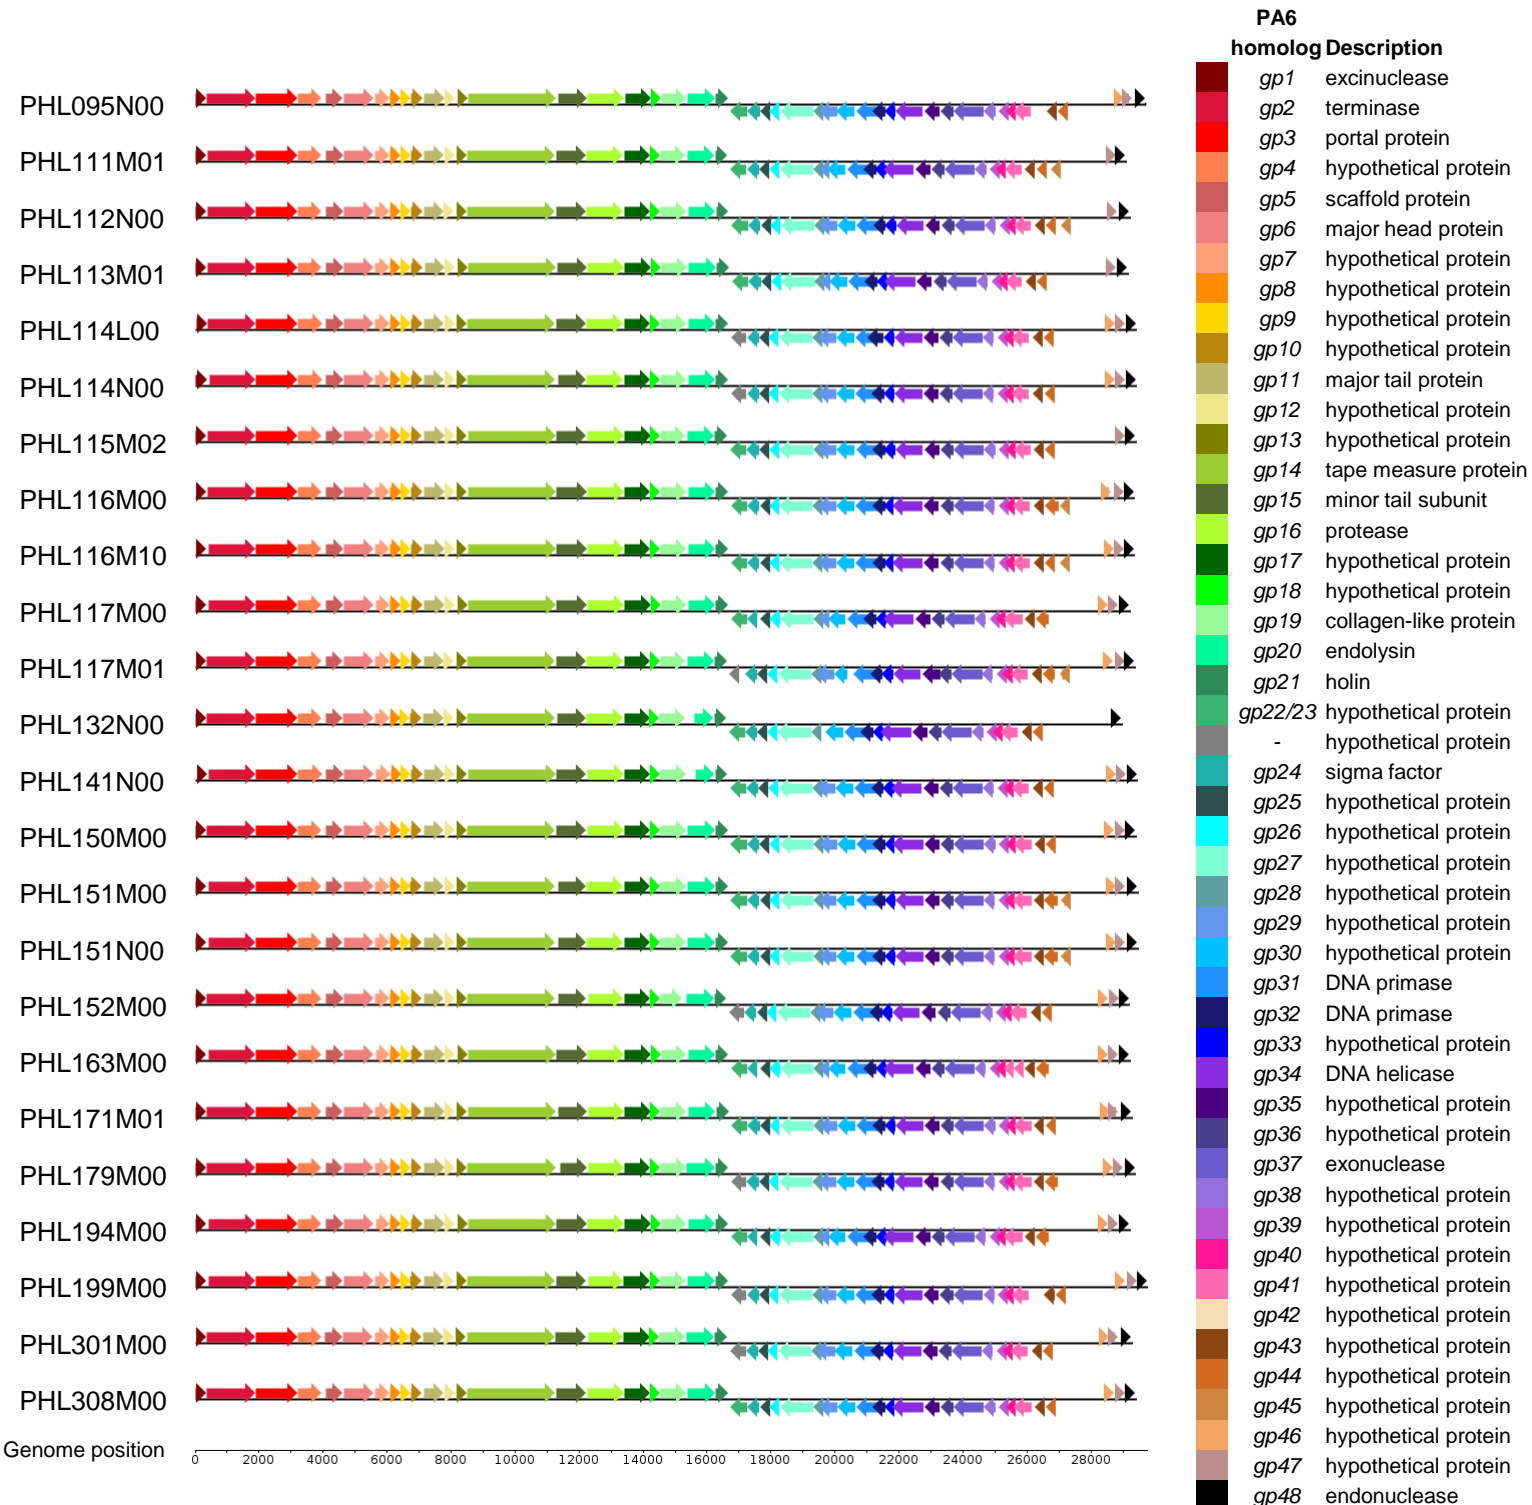 PA6
homolog Description
PHL095N00
PHL111M01
PHL112N00
PHL113M01
PHL114L00
PHL114N00
PHL115M02
PHL116M00
PHL116M10
PHL117M00
PHL117M01
PHL132N00
PHL141N00
PHL150M00
PHL151M00
PHL151N00
PHL152M00
PHL163M00
PHL171M01
PHL179M00
PHL194M00
PHL199M00
PHL301M00
PHL308M00
Genome position
0 2000 4000 6000 8000 10000 12000 14000 16000 18000 20000 22000 24000 26000 28000
gp1 excinuclease
gp2 terminase
gp3 portal protein
gp4 hypothetical protein
gp5 scaffold protein
gp6 major head protein
gp7 hypothetical protein
gp8 hypothetical protein
gp9 hypothetical protein
gp10 hypothetical protein
gp11 major tail protein
gp12 hypothetical protein
gp13 hypothetical protein
gp14 tape measure protein
gp15 minor tail subunit
gp16 protease
gp17 hypothetical protein
gp18 hypothetical protein
gp19 collagen-like protein
gp20 endolysin
gp21 holin
gp22/23 hypothetical protein
- hypothetical protein
gp24 sigma factor
gp25 hypothetical protein
gp26 hypothetical protein
gp27 hypothetical protein
gp28 hypothetical protein
gp29 hypothetical protein
gp30 hypothetical protein
gp31 DNA primase
gp32 DNA primase
gp33 hypothetical protein
gp34 DNA helicase
gp35 hypothetical protein
gp36 hypothetical protein
gp37 exonuclease
gp38 hypothetical protein
gp39 hypothetical protein
gp40 hypothetical protein
gp41 hypothetical protein
gp42 hypothetical protein
gp43 hypothetical protein
gp44 hypothetical protein
gp45 hypothetical protein
gp46 hypothetical protein
gp47 hypothetical protein
gp48 endonuclease